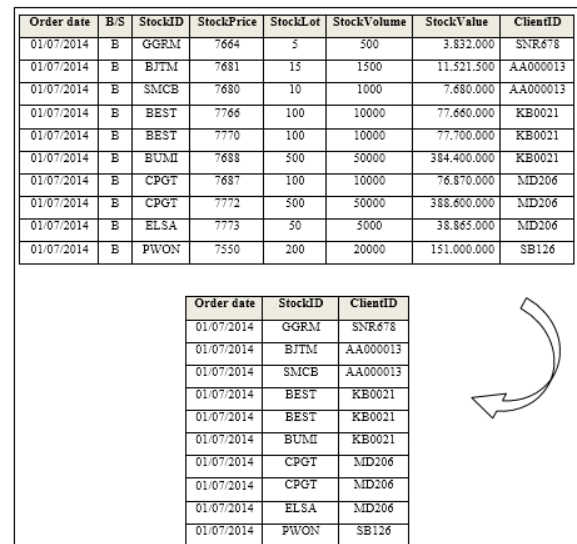 Order date B/S StockID StockPrice StockLot StockVolume StockValue ClientID
01/07/2014 B GGRM 7664 5 500 3.832.000 SNR678
01/07/2014 B BJTM 7681 15 1500 11.521.500 AA000013
01/07/2014 B SMCB 7680 10 1000 7.680.000 AA000013
01/07/2014 B BEST 7766 100 10000 77.660.000 KB0021
01/07/2014 B BEST 7770 100 10000 77.700.000 KB0021
01/07/2014 B BUMI 7688 500 50000 384.400.000 KB0021
01/07/2014 B CPGT 7687 100 10000 76.870.000 MD206
01/07/2014 B CPGT 7772 500 50000 388.600.000 MD206
01/07/2014 B ELSA 7773 50 5000 38.865.000 MD206
01/07/2014 B PWON 7550 200 20000 151.000.000 SB126
Order date StockID ClientID
01/07/2014 GGRM SNR678
01/07/2014 BJTM AA000013
01/07/2014 SMCB AA000013
01/07/2014 BEST KB0021
01/07/2014 BEST KB0021
01/07/2014 BUMI KB0021
01/07/2014 CPGT MD206
01/07/2014 CPGT MD206
01/07/2014 ELSA MD206
01/07/2014 PWON SB126